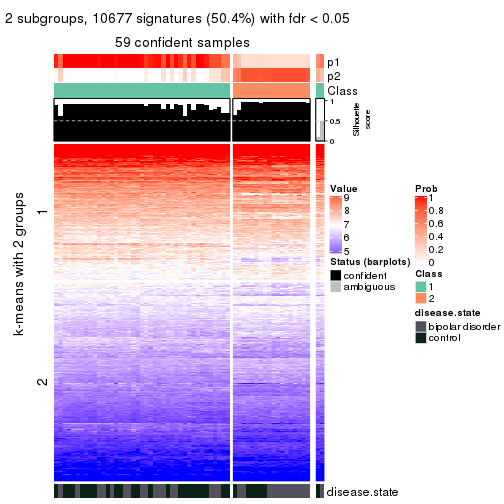 2 subgroups, 10677 signatures (50.4%) with fdr < 0.05
59 confident samples
p1
p2
Class
1
0.5
0
Silhouette
score
k-means with 2 groups
1
2
disease.state
Value
9
8
7
6
5
Status (barplots)
confident
ambiguous
Prob
1
0.8
0.6
0.4
0.2
0
Class
1
2
disease.state
bipolar disorder
control